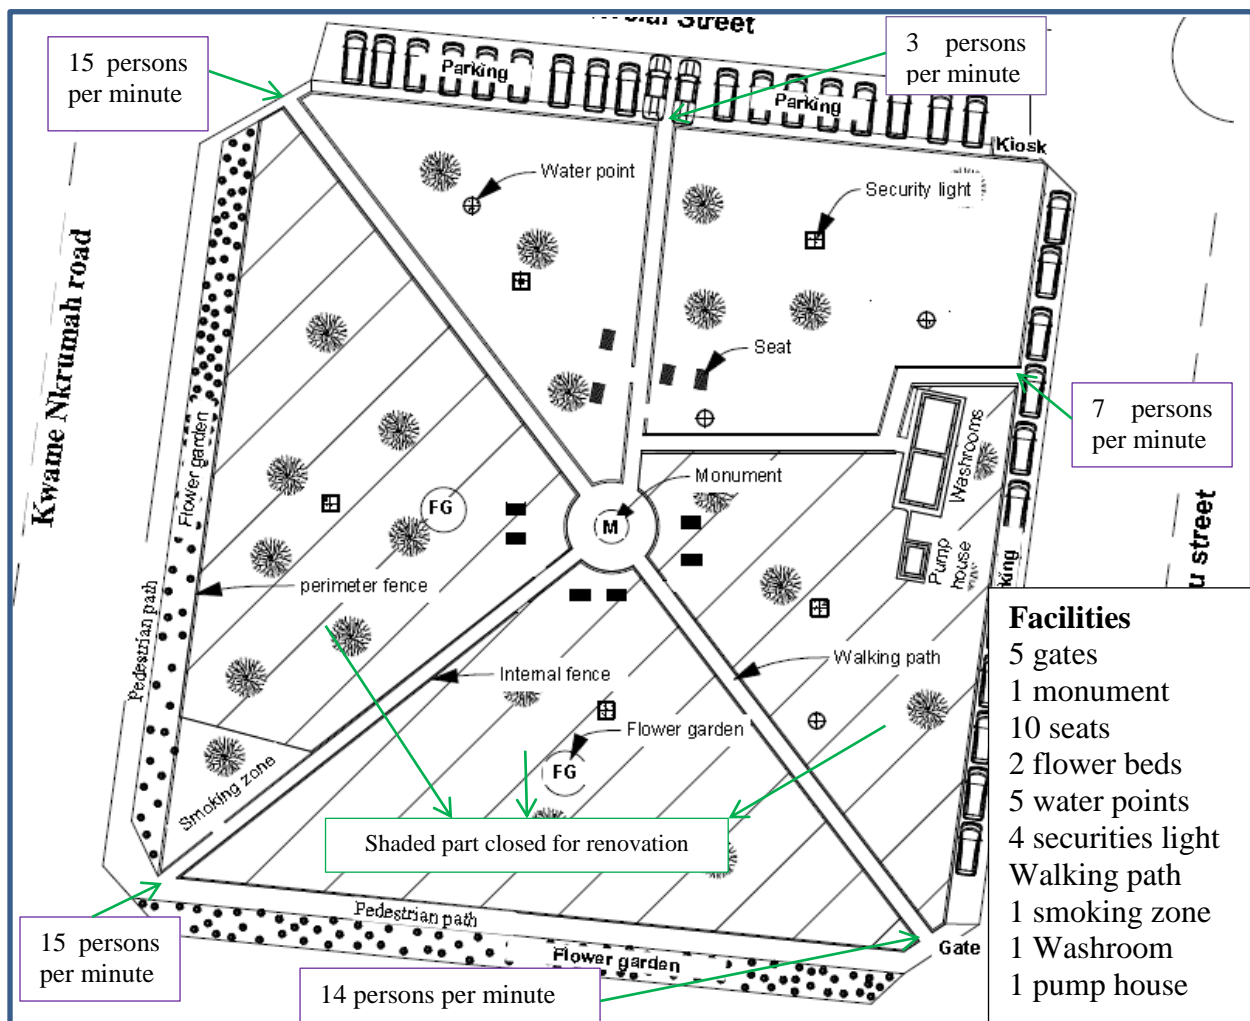 Street
15 persons
per minute
3 persons
per minute
Parking
Parking
Kiosk
Water point
Security light
Kwame Nkrumah road
Seat
7 persons
per minute
Flower garden
Washrooms
Monument
FG
M
Pump
house
u street
perimeter fence
Pedestrian path
Internal fence
Walking path
Flower garden
FG
Smoking zone
Shaded part closed for renovation
Facilities
5 gates
1 monument
10 seats
2 flower beds
5 water points
4 securities light
Walking path
1 smoking zone
1 Washroom
1 pump house
Pedestrian path
15 persons
per minute
Flower garden
Gate
14 persons per minute